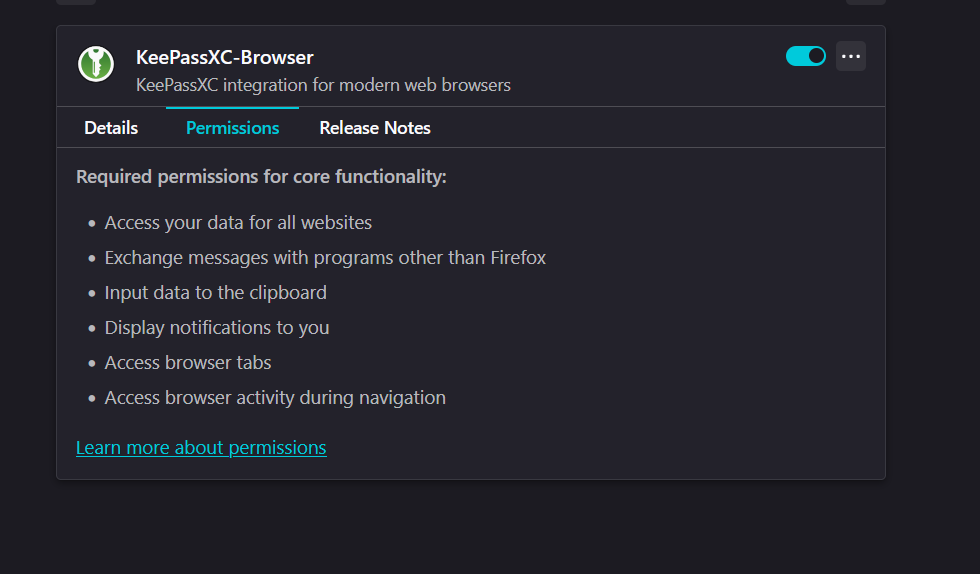 KeePassXC-Browser
KeePassXC integration for modern web browsers
Details Permissions Release Notes
Required permissions for core functionality:
Access your data for all websites
Exchange messages with programs other than Firefox
Input data to the clipboard
Display notifications to you
Access browser tabs
Access browser activity during navigation
Learn more about permissions